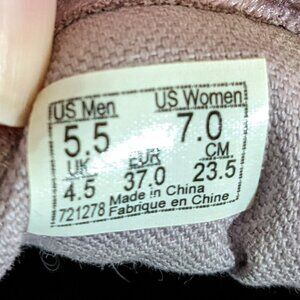 US Men US Women
5.5 7.0
UK EUR CM
4.5 37.0 23.5
Made in China
721278 Fabrique en Chine